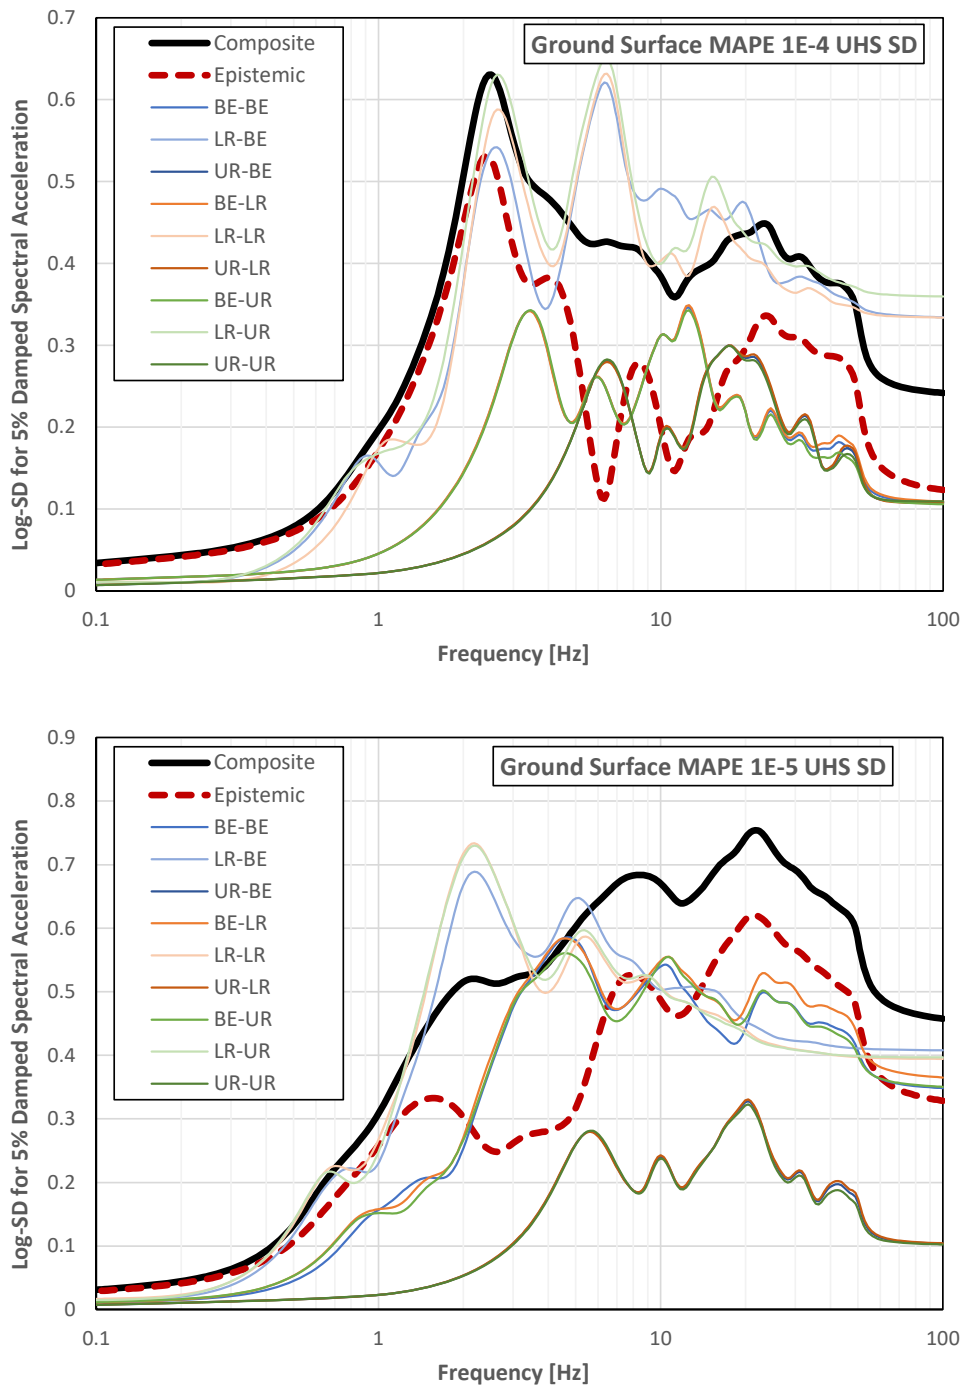 0.7
0.6
0.5
0.4
0.3
0.2
0.1
0
Log-SD for 5% Damped Spectral Acceleration
Ground Surface MAPE 1E-4 UHS SD
Composite
Epistemic
BE-BE
LR-BE
UR-BE
BE-LR
LR-LR
UR-LR
BE-UR
LR-UR
UR-UR
0.1 1 10 100
Frequency [Hz]
0.9
0.8
0.7
0.6
0.5
0.4
0.3
0.2
0.1
0
Log-SD for 5% Damped Spectral Acceleration
Ground Surface MAPE 1E-5 UHS SD
Composite
Epistemic
BE-BE
LR-BE
UR-BE
BE-LR
LR-LR
UR-LR
BE-UR
LR-UR
UR-UR
0.1 1 10 100
Frequency [Hz]